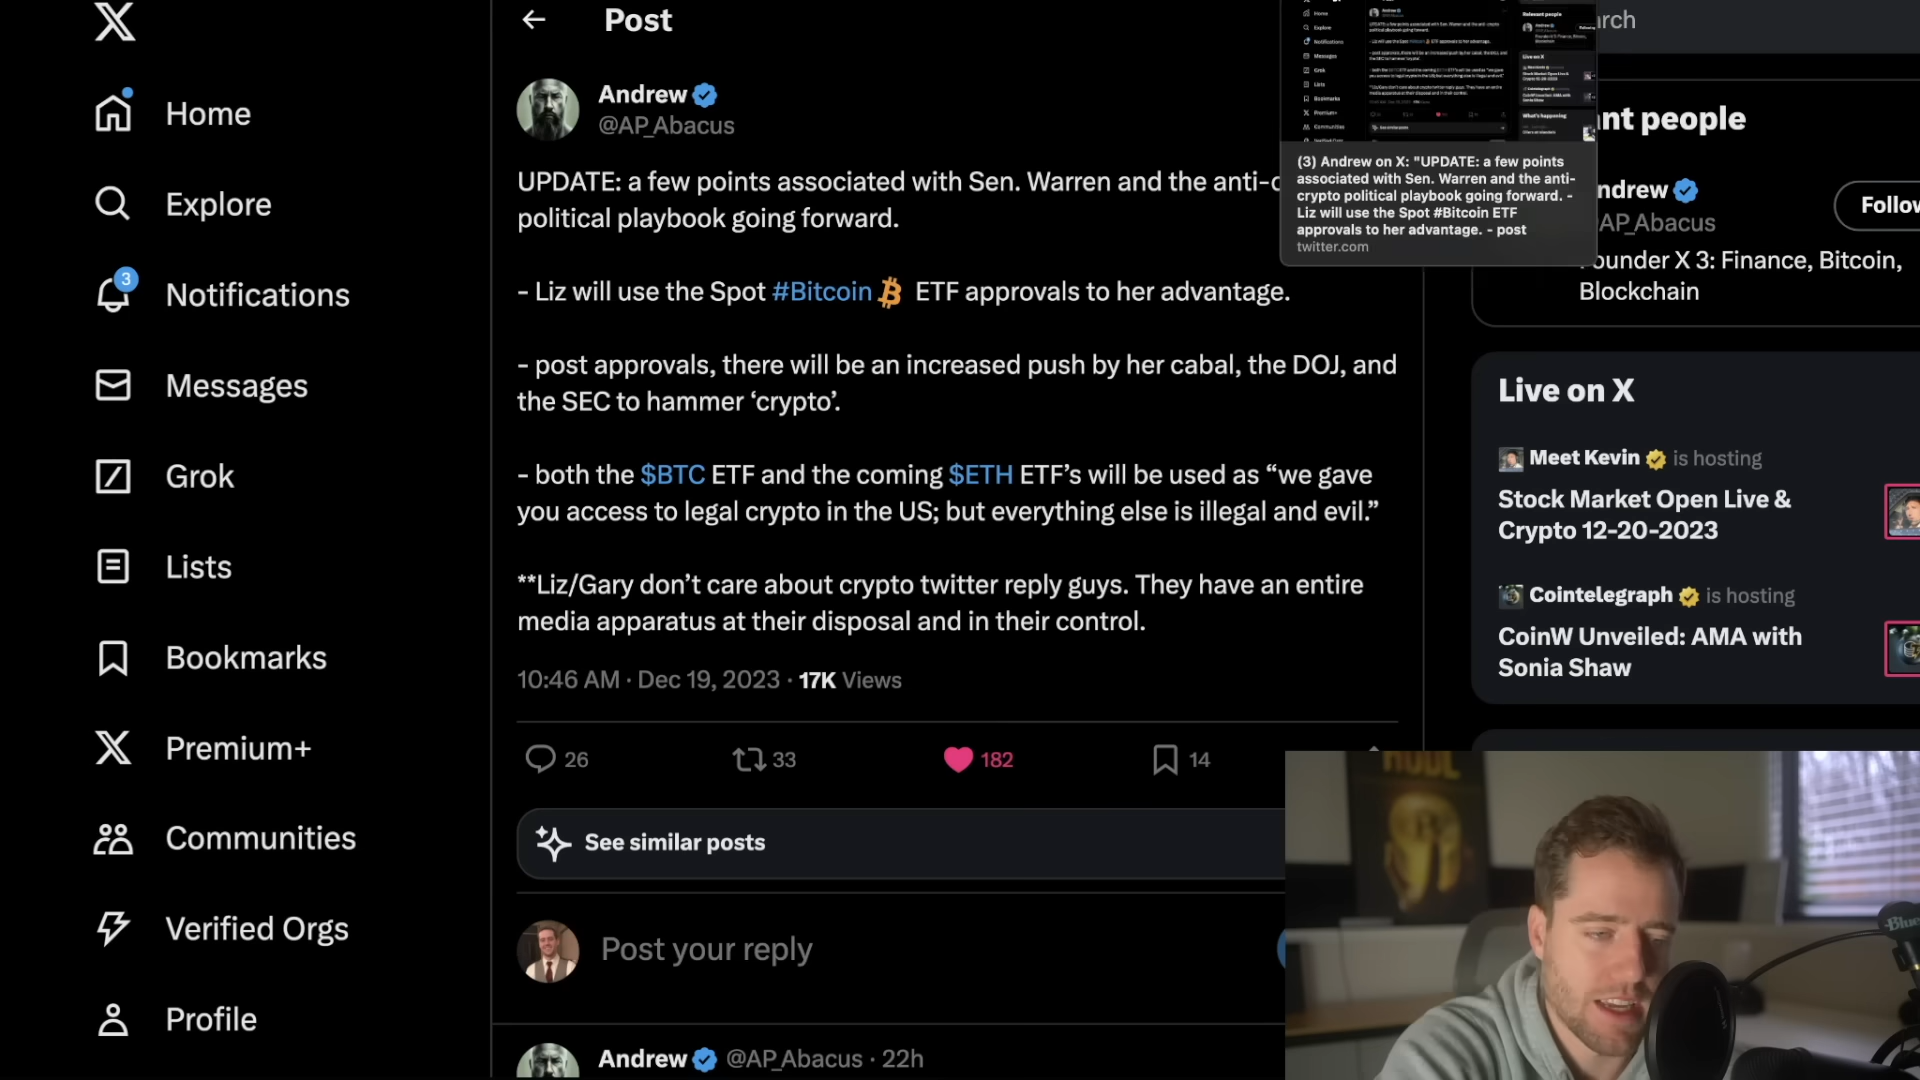 Home
Explore
3
Notifications
Messages
Grok
Lists
Bookmarks
Premium+
Communities
Verified Orgs
Profile
Post
Andrew
@AP_Abacus
UPDATE: a few points associated with Sen. Warren and the anti-c
political playbook going forward.
- Liz will use the Spot #Bitcoin ETF approvals to her advantage.
- post approvals, there will be an increased push by her cabal, the DOJ, and
the SEC to hammer ‘crypto’.
- both the $BTC ETF and the coming $ETH ETF’s will be used as “we gave
you access to legal crypto in the US; but everything else is illegal and evil.”
**Liz/Gary don’t care about crypto twitter reply guys. They have an entire
media apparatus at their disposal and in their control.
10:46 AM · Dec 19, 2023 · 17K Views
26
33
182
14
See similar posts
Post your reply
Andrew @AP_Abacus · 22h
(3) Andrew on X: "UPDATE: a few points
associated with Sen. Warren and the anti-
crypto political playbook going forward. -
Liz will use the Spot #Bitcoin ETF
approvals to her advantage. - post
twitter.com
rch
nt people
ndrew
AP_Abacus
Follow
ounder X 3: Finance, Bitcoin,
Blockchain
Live on X
Meet Kevin is hosting
Stock Market Open Live &
Crypto 12-20-2023
Cointelegraph is hosting
CoinW Unveiled: AMA with
Sonia Shaw
HODL
Blue